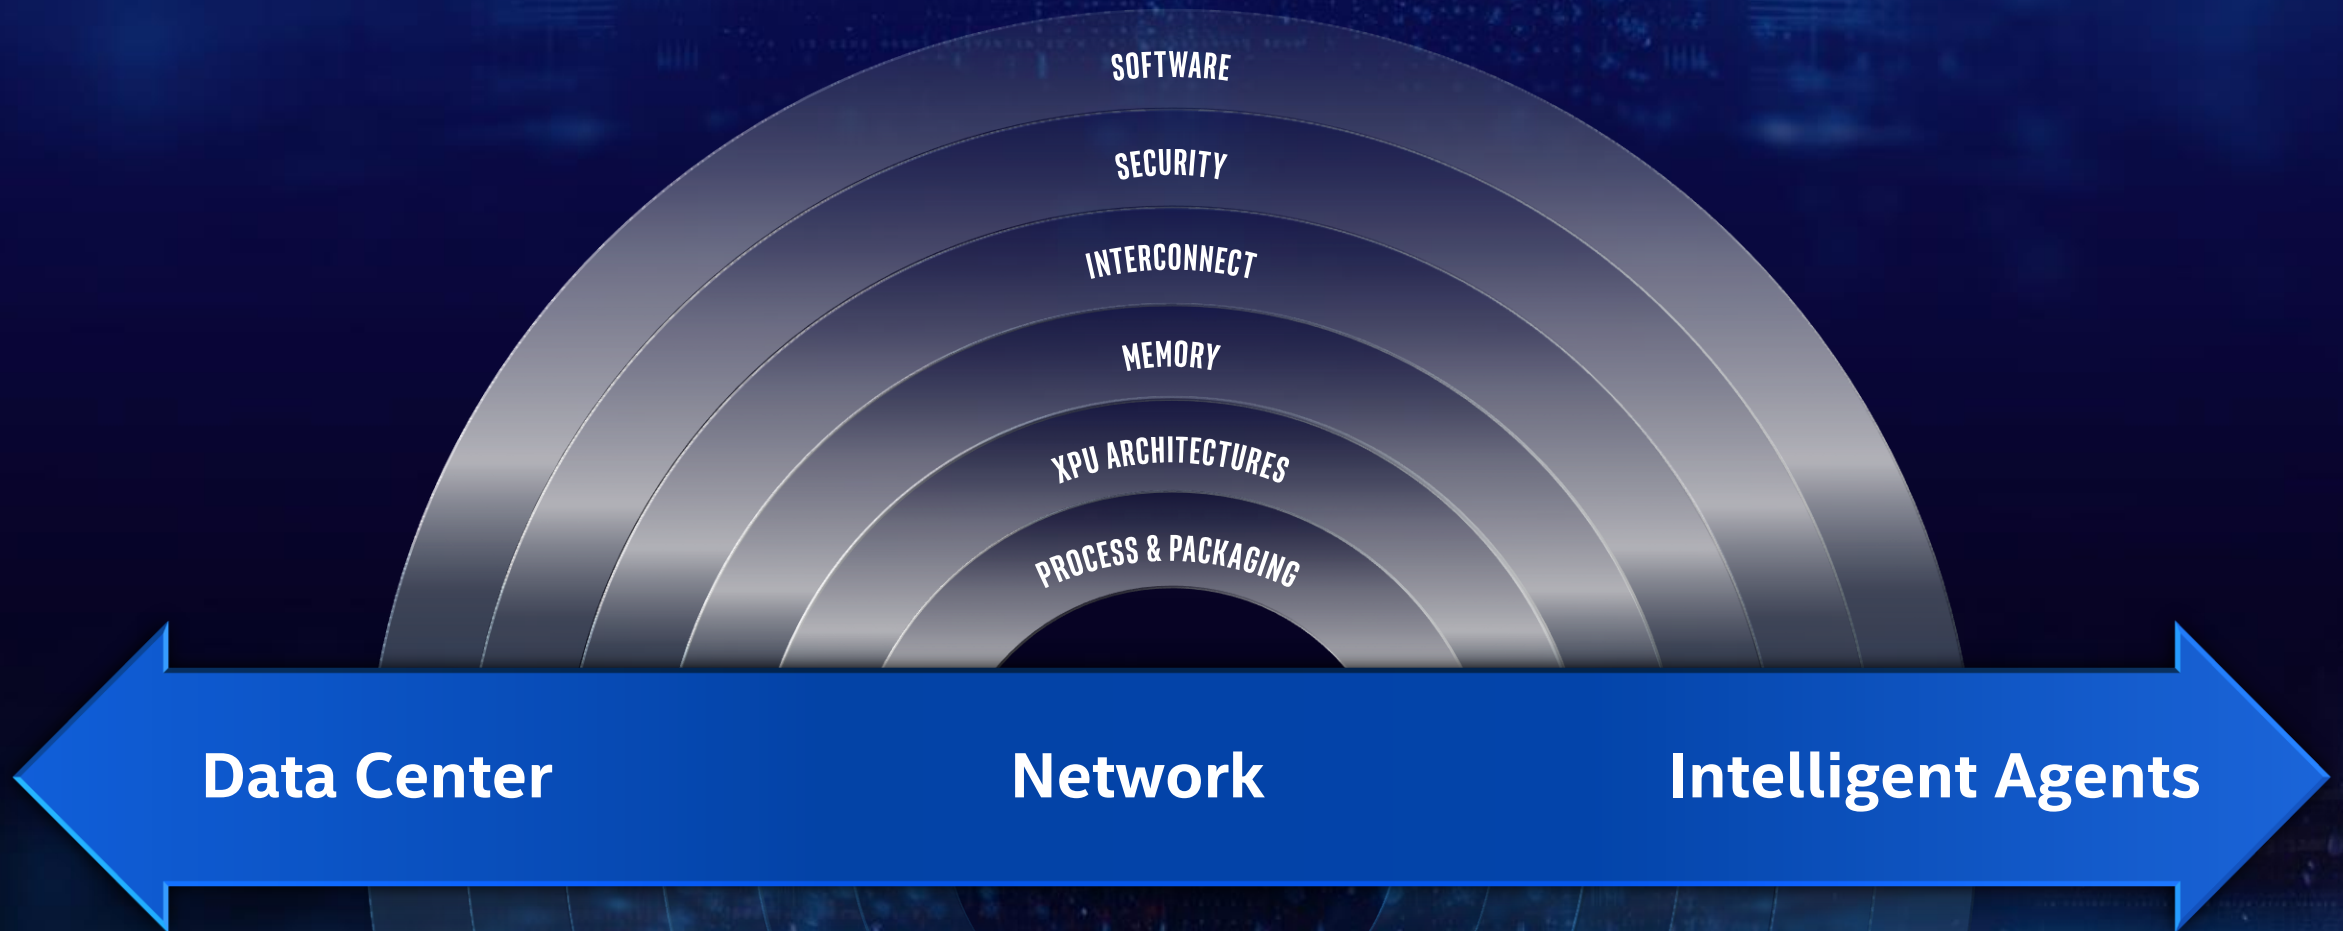 SOFTWARE
SECURITY
INTERCONNECT
MEMORY
XPU ARCHITECTURES
PROCESS & PACKAGING
Data Center
Network
Intelligent Agents